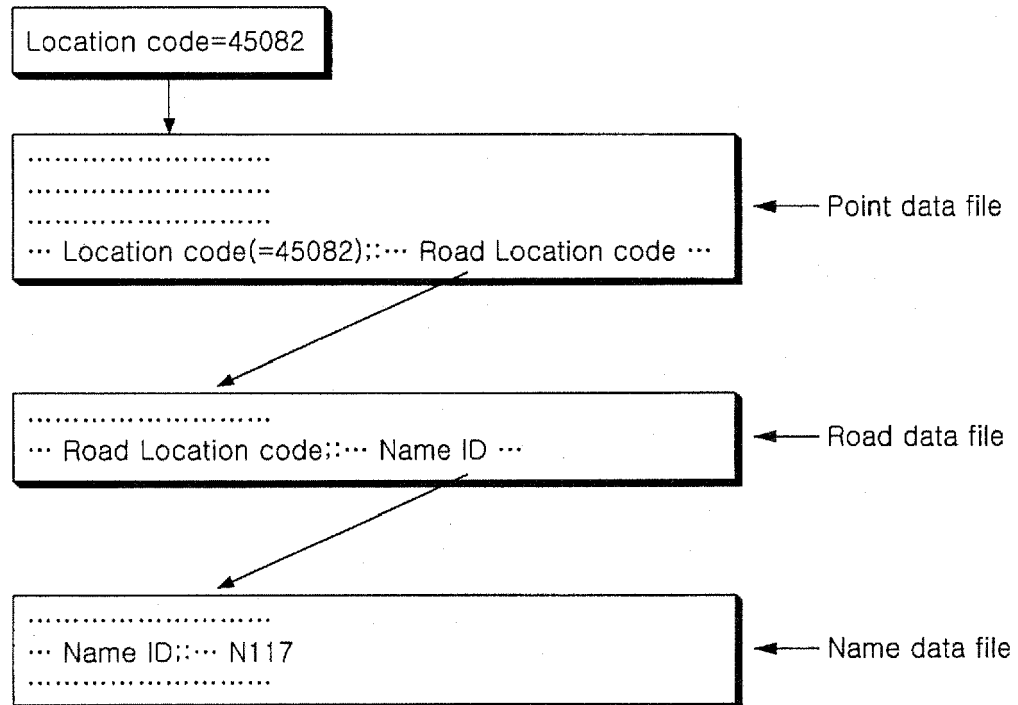 Location code=45082
…………………………
…………………………
…………………………
… Location code(=45082);:… Road Location code …
Point data file
…………………………
… Road Location code;:… Name ID …
Road data file
…………………………
… Name ID;:… N117
…………………………
Name data file